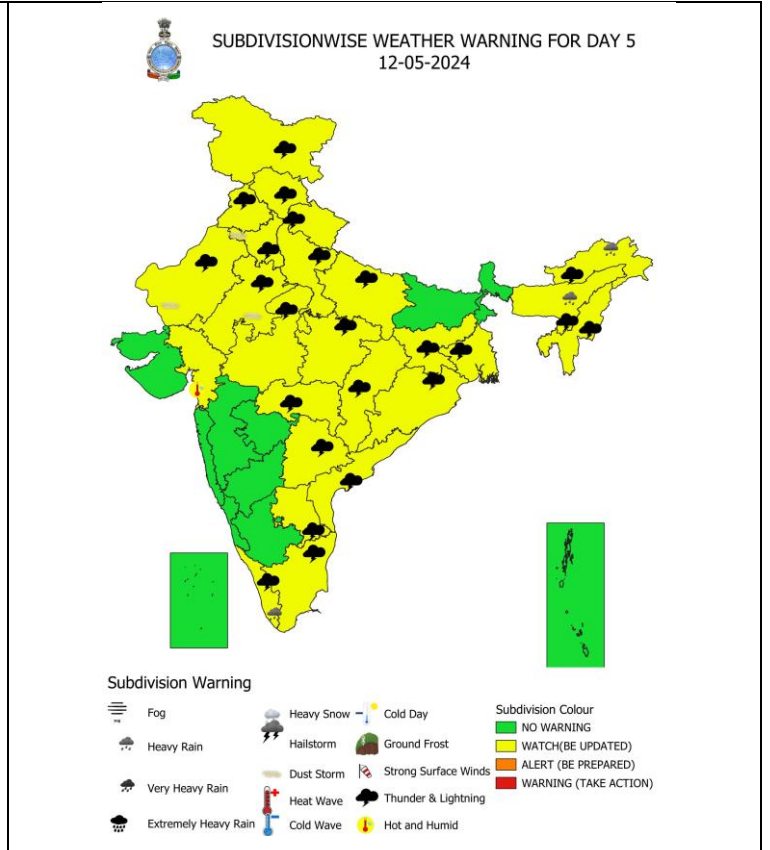 SUBDIVISIONWISE WEATHER WARNING FOR DAY 5
12-05-2024
Subdivision Warning
Fog
Heavy Rain
Very Heavy Rain
Extremely Heavy Rain
Heavy Snow
Hailstorm
Dust Storm
Heat Wave
Cold Wave
Cold Day
Ground Frost
Strong Surface Winds
Thunder & Lightning
Hot and Humid
Subdivision Colour
NO WARNING
WATCH(BE UPDATED)
ALERT (BE PREPARED)
WARNING (TAKE ACTION)